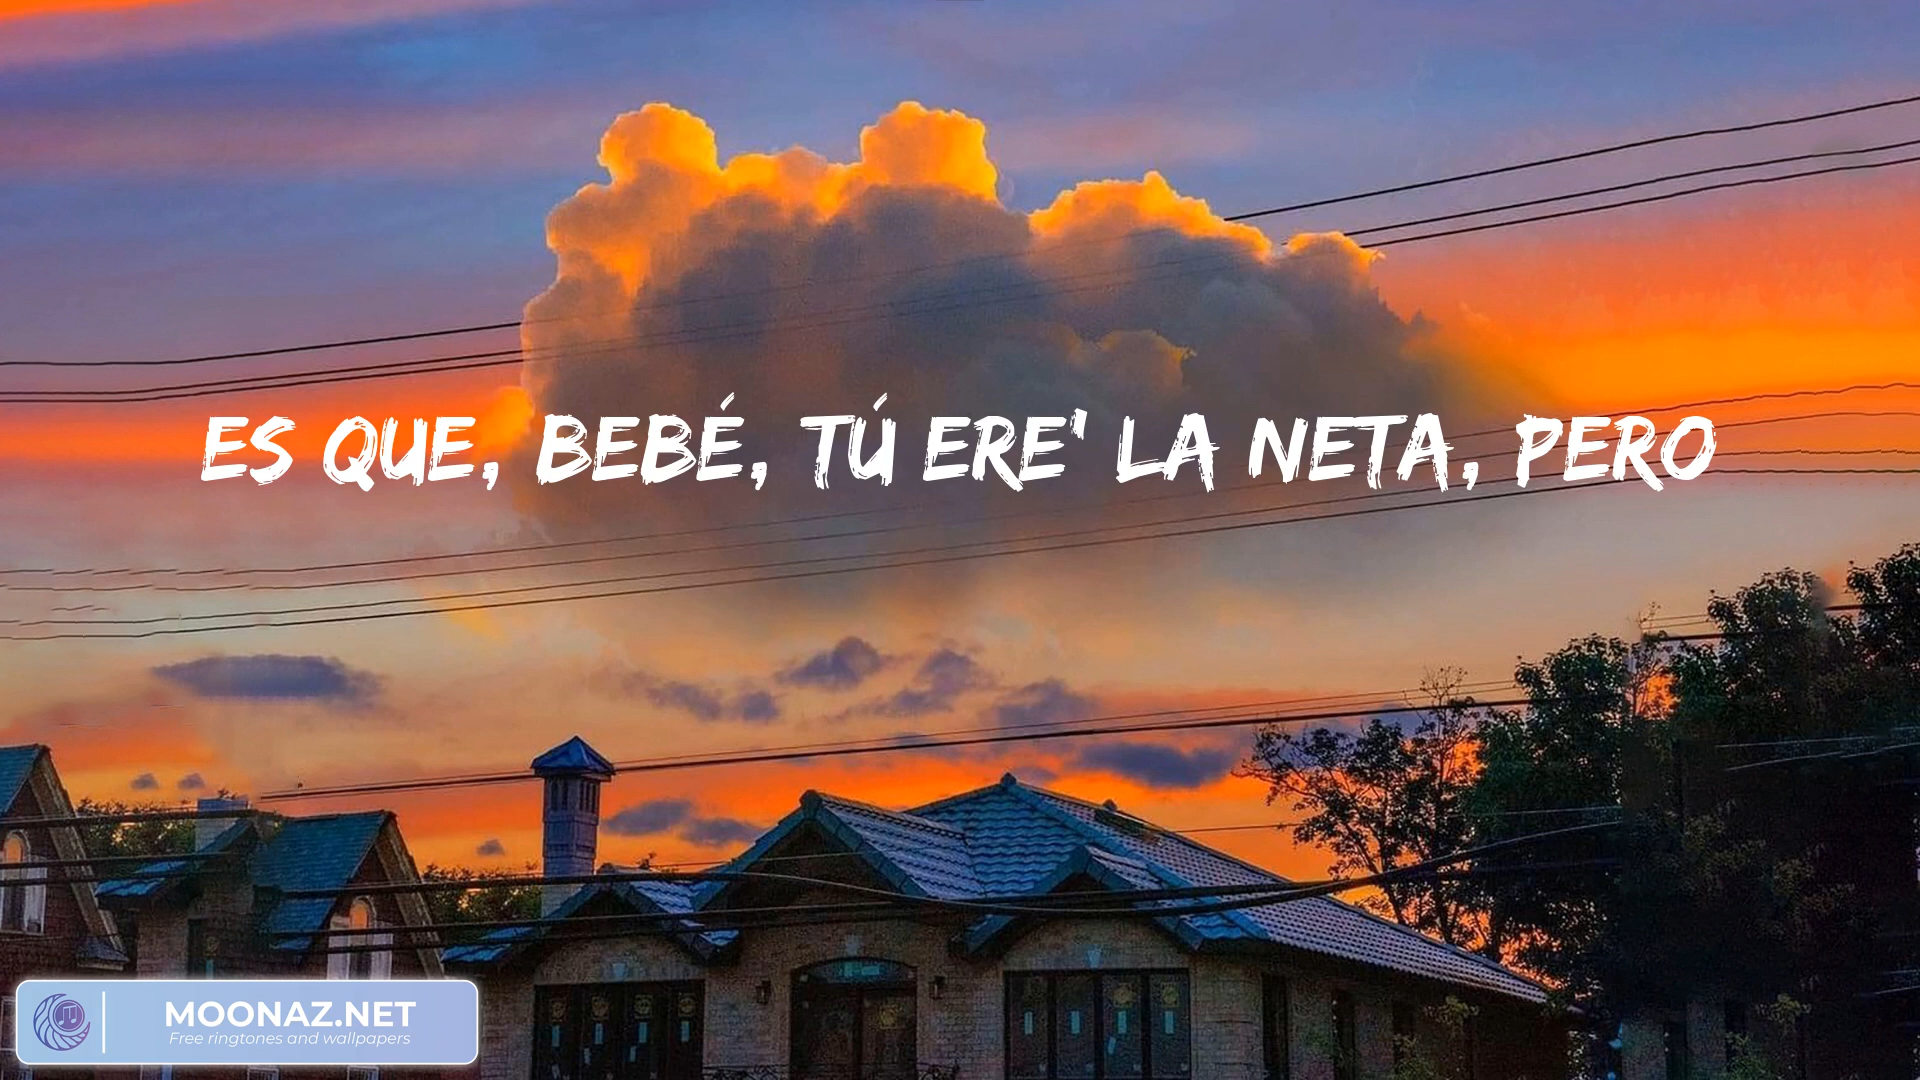 ES QUE, BEBÉ, TÚ ERE' LA NETA, PERO
MOONAZ.NET
Free ringtones and wallpapers